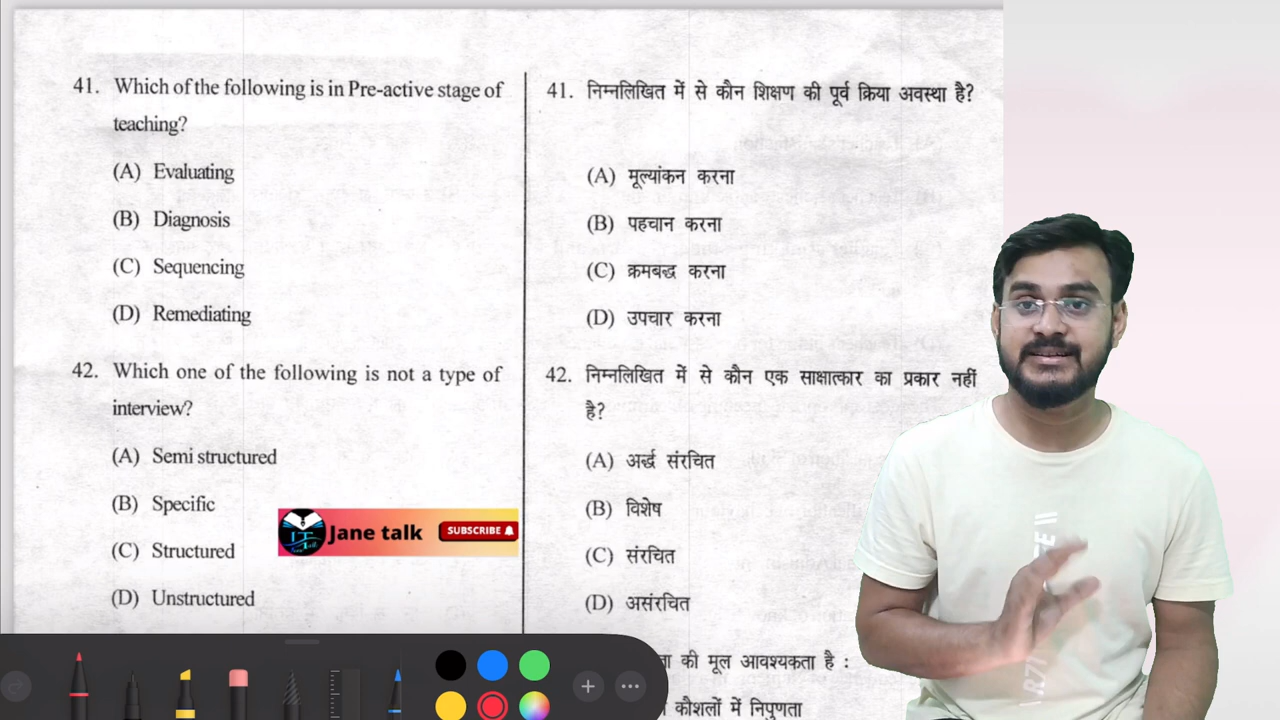 41. Which of the following is in Pre-active stage of
teaching?
(A) Evaluating
(B) Diagnosis
(C) Sequencing
(D) Remediating
42. Which one of the following is not a type of
interview?
(A) Semi structured
(B) Specific
(C) Structured
(D) Unstructured
Jane talk
SUBSCRIBE
41. निम्नलिखित में से कौन शिक्षण की पूर्व क्रिया अवस्था है?
(A) मूल्यांकन करना
(B) पहचान करना
(C) क्रमबद्ध करना
(D) उपचार करना
42. निम्नलिखित में से कौन एक साक्षात्कार का प्रकार नहीं
है?
(A) अर्द्ध संरचित
(B) विशेष
(C) संरचित
(D) असंरचित
की मूल आवश्यकता है :
कौशलों में निपुणता